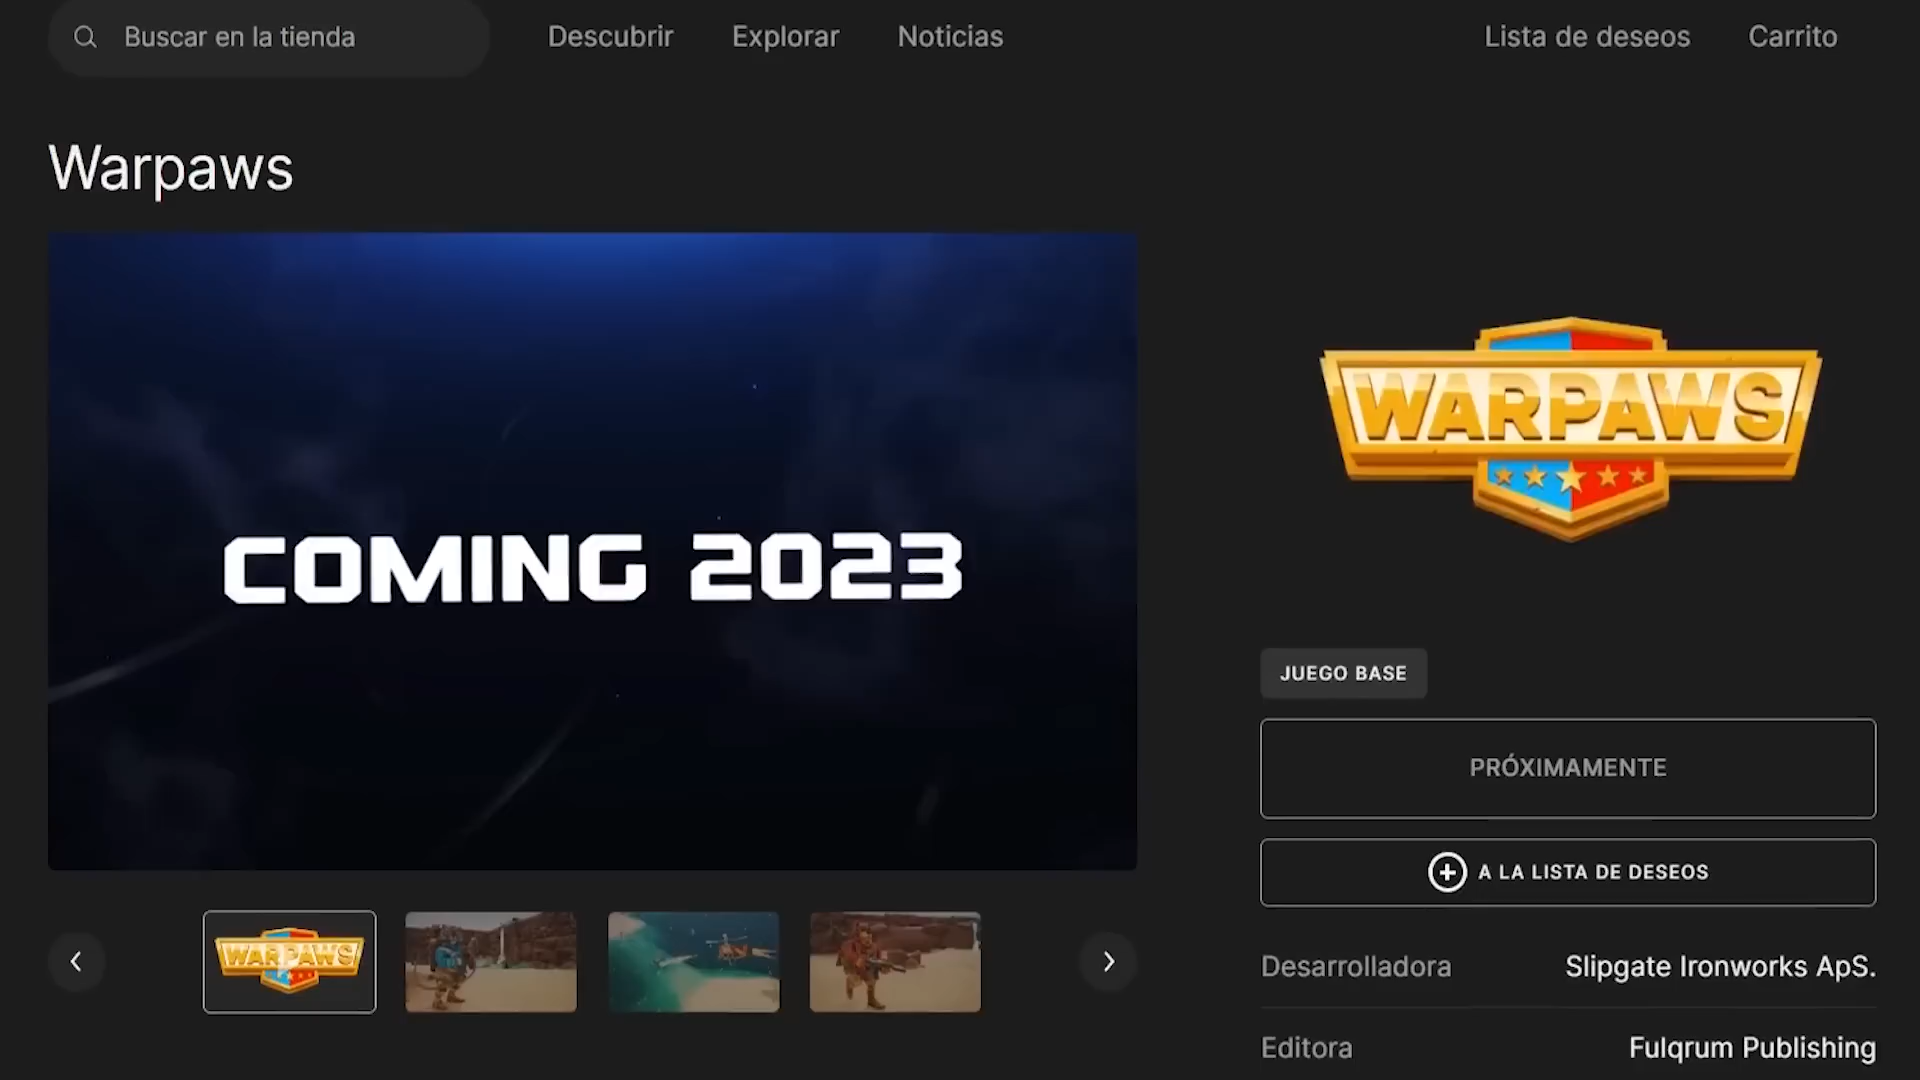 Buscar en la tienda
Descubrir
Explorar
Noticias
Lista de deseos
Carrito
Warpaws
COMING 2023
WARPAWS
JUEGO BASE
PRÓXIMAMENTE
A LA LISTA DE DESEOS
WARPAWS
Desarrolladora
Slipgate Ironworks ApS.
Editora
Fulqrum Publishing